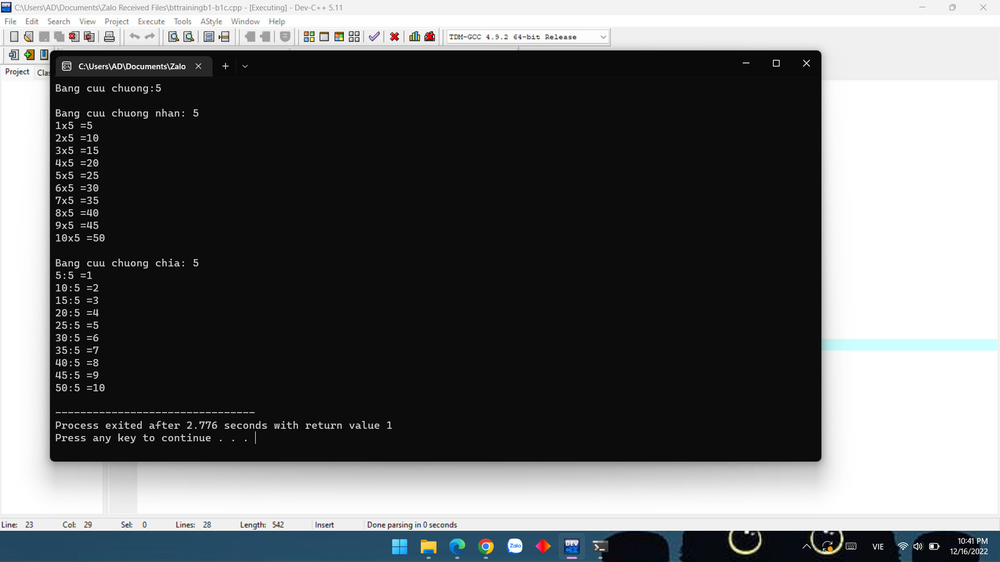 C:\Users\AD\Documents\Zalo Received Files\bttrainingb1-b1c.cpp - [Executing] - Dev-C++ 5.11
File Edit Search View Project Execute Tools AStyle Window Help
TDM-GCC 4.9.2 64-bit Release
Project Clas
C:\Users\AD\Documents\Zalo
Bang cuu chuong:5
Bang cuu chuong nhan: 5
1x5 =5
2x5 =10
3x5 =15
4x5 =20
5x5 =25
6x5 =30
7x5 =35
8x5 =40
9x5 =45
10x5 =50
Bang cuu chuong chia: 5
5:5 =1
10:5 =2
15:5 =3
20:5 =4
25:5 =5
30:5 =6
35:5 =7
40:5 =8
45:5 =9
50:5 =10
--------------------------------
Process exited after 2.776 seconds with return value 1
Press any key to continue . . .
Line: 23 Col: 29 Sel: 0 Lines: 28 Length: 542 Insert Done parsing in 0 seconds
Zalo
DEV C++
VIE
10:41 PM
12/16/2022